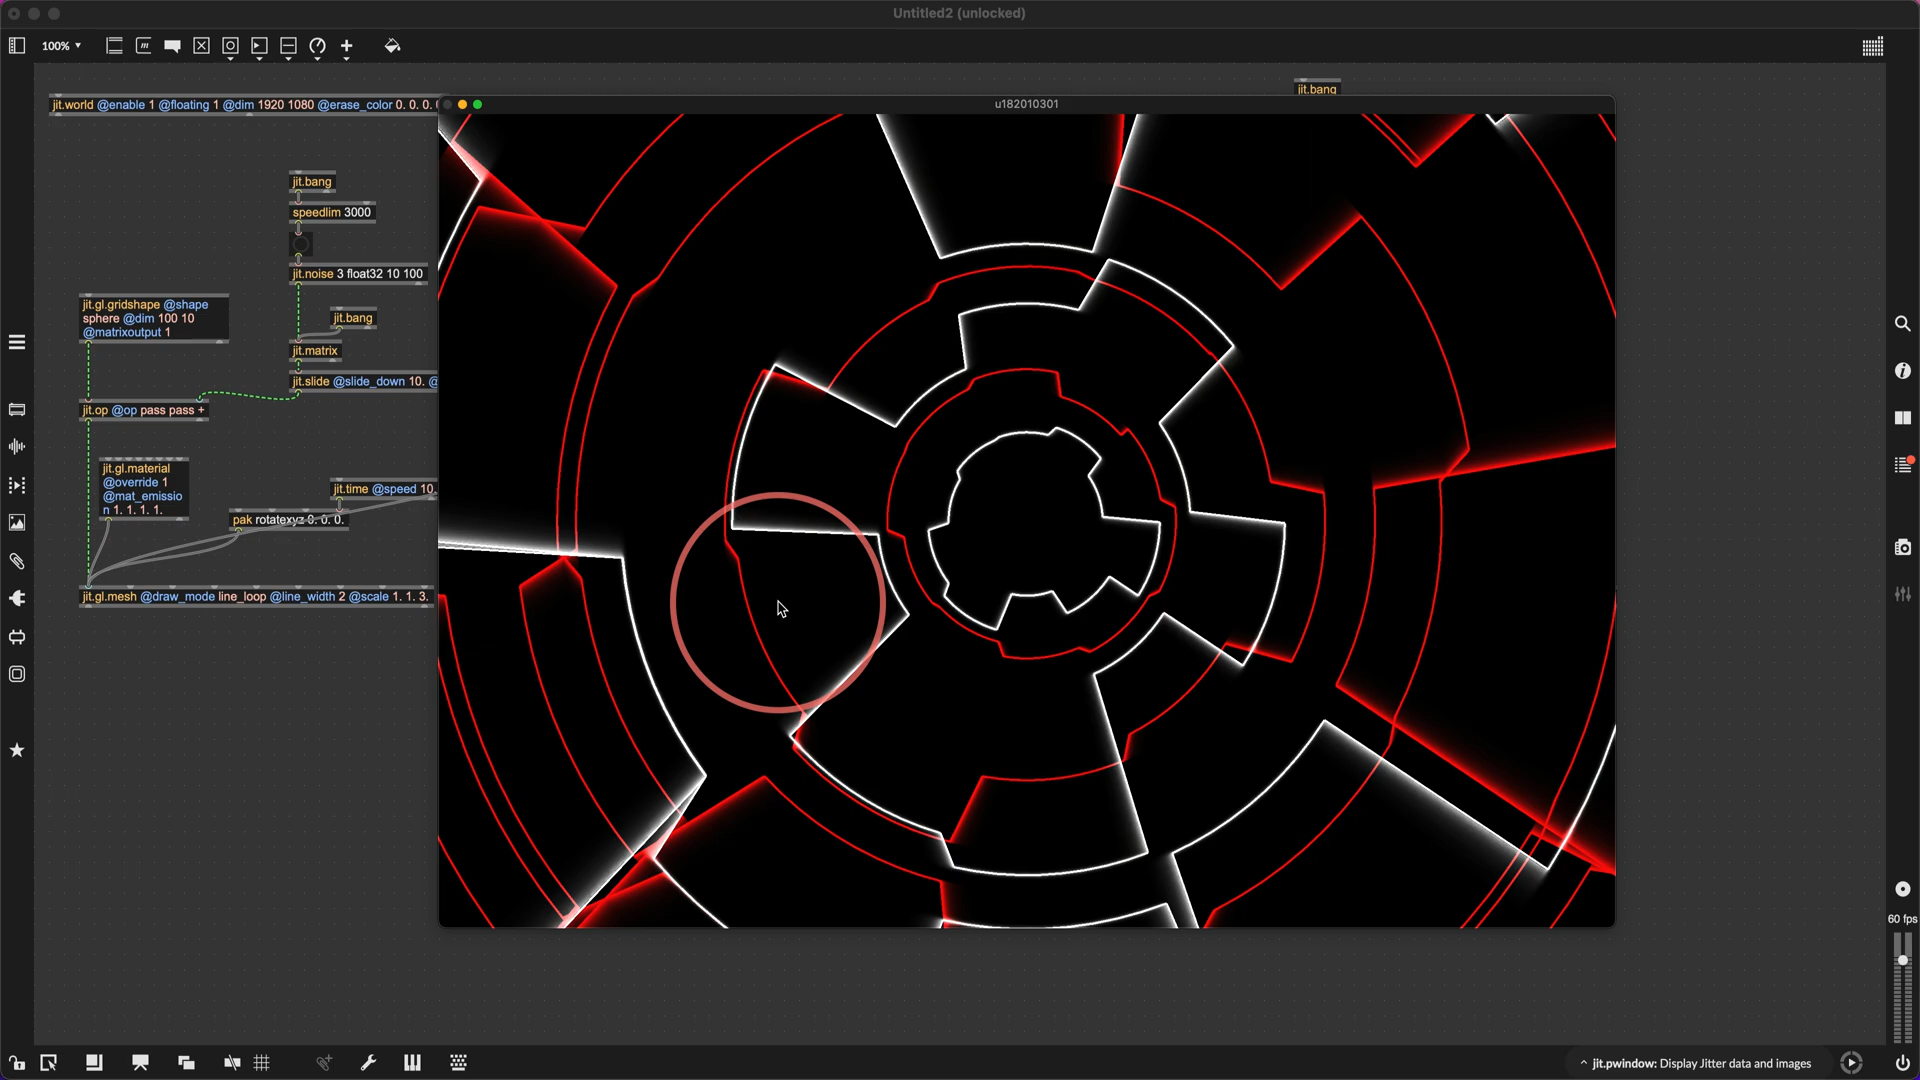 Untitled2 (unlocked)
100%
jit.bang
jit.world @enable 1 @floating 1 @dim 1920 1080 @erase_color 0. 0. 0.
u182010301
jit.bang
speedlim 3000
jit.noise 3 float32 10 100
jit.gl.gridshape @shape
sphere @dim 100 10
@matrixoutput 1
jit.bang
jit.matrix
jit.slide @slide_down 10. @
jit.op @op pass pass +
jit.gl.material
@override 1
@mat_emissio
n 1. 1. 1. 1.
jit.time @speed 10.
pak rotatexyz 0. 0. 0.
jit.gl.mesh @draw_mode line_loop @line_width 2 @scale 1. 1. 3.
60 fps
jit.pwindow: Display Jitter data and images